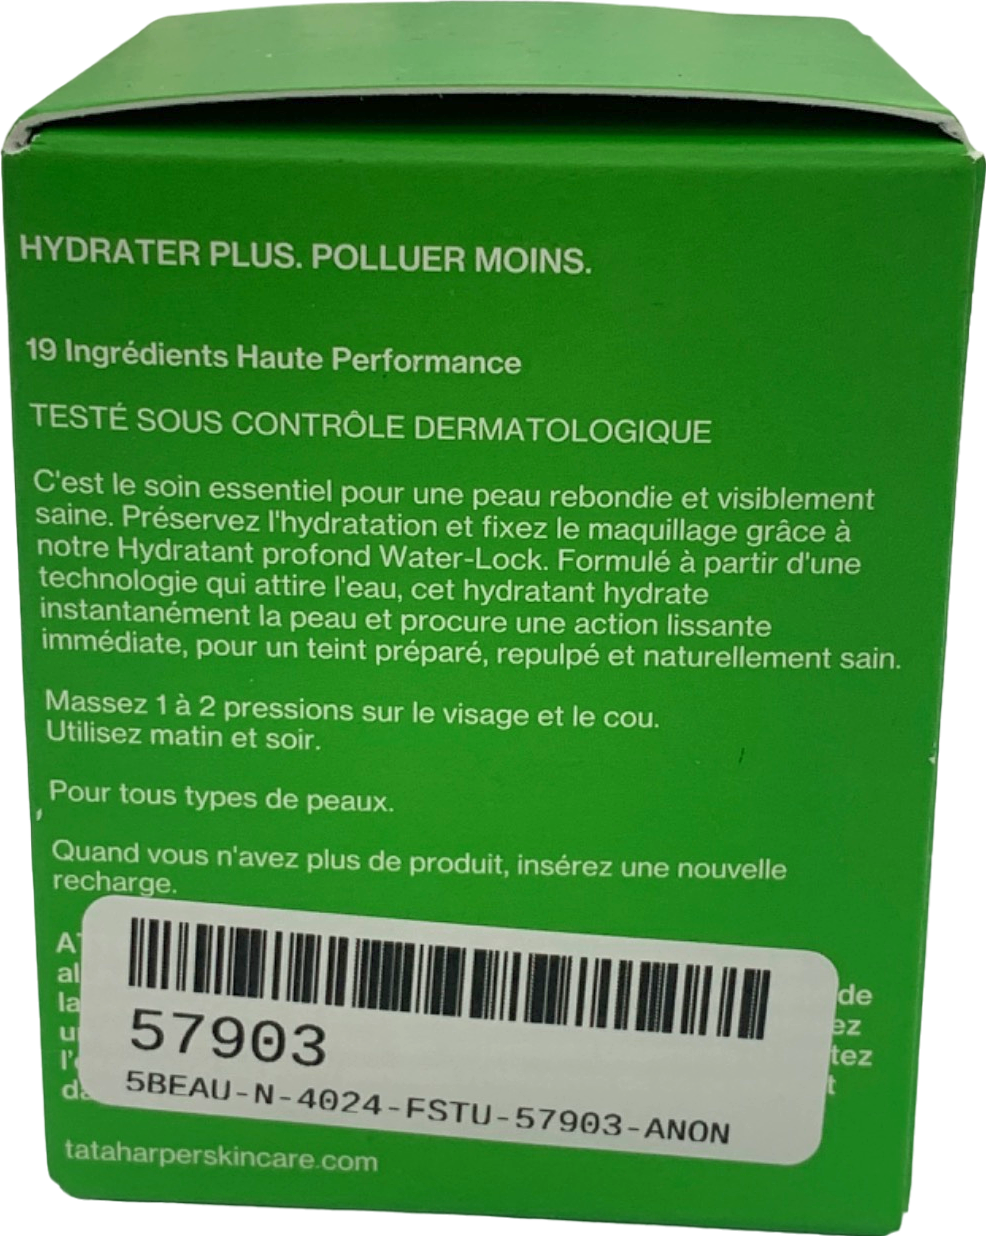 HYDRATER PLUS. POLLUER MOINS.
19 Ingrédients Haute Performance
TESTÉ SOUS CONTRÔLE DERMATOLOGIQUE
C'est le soin essentiel pour une peau rebondie et visiblement
saine. Préservez l'hydratation et fixez le maquillage grâce à
notre Hydratant profond Water-Lock. Formulé à partir d'une
technologie qui attire l'eau, cet hydratant hydrate
instantanément la peau et procure une action lissante
immédiate, pour un teint préparé, repulpé et naturellement sain.
Massez 1 à 2 pressions sur le visage et le cou.
Utilisez matin et soir.
Pour tous types de peaux.
Quand vous n'avez plus de produit, insérez une nouvelle
recharge.
de
57903
5BEAU-N-4024-FSTU-57903-ANON
tataharperskincare.com